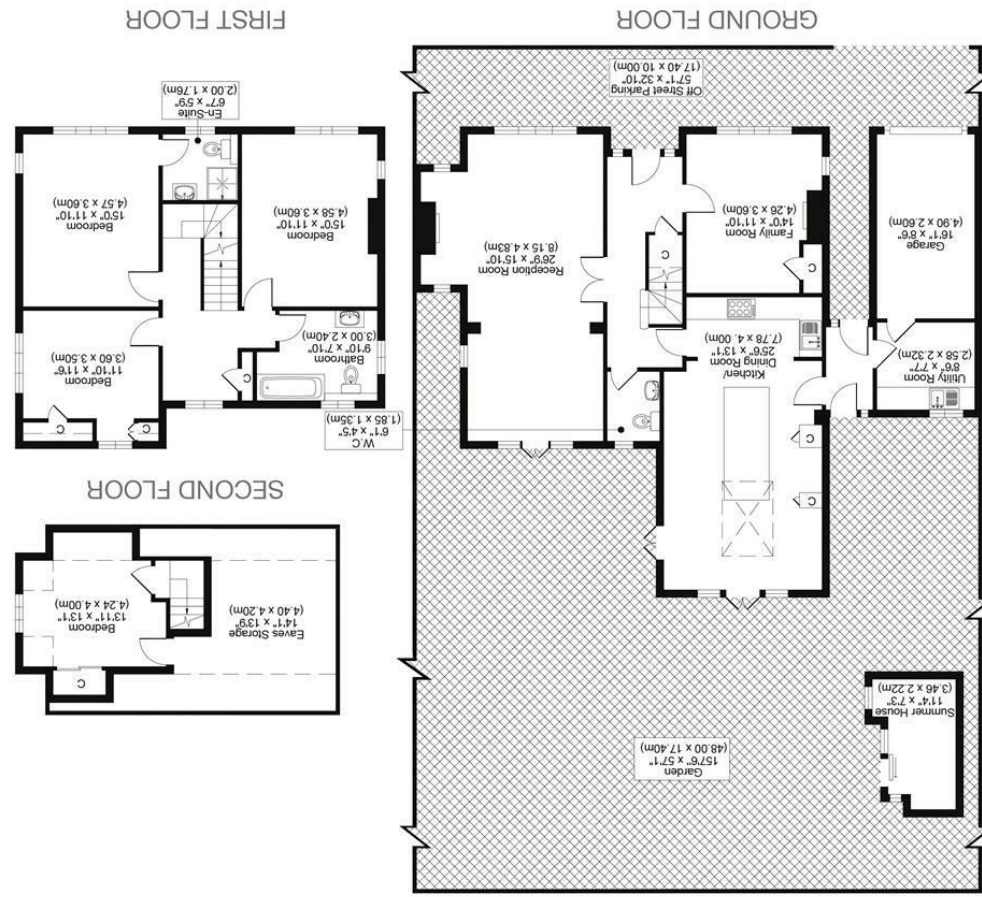 Summer House
11'4" x 7'3"
(3.46 x 2.22m)
Garden
157'6" x 57'1"
(48.00 x 17.40m)
C
C
Utility Room
8'6" x 7'7"
(2.58 x 2.32m)
Kitchen/
Dining Room
25'6" x 13'1"
(7.78 x 4. 00m)
W.C
6'1" x 4'5"
(1.85 x 1.35m)
Garage
16'1" x 8'6"
(4.90 x 2.60m)
C
Family Room
14'0" x 11'10"
(4.26 x 3.60m)
C
Reception Room
26'9" x 15'10"
(8.15 x 4.83m)
Off Street Parking
57'1" x 32'10"
(17.40 x 10.00m)
GROUND FLOOR
C
Eaves Storage
14'1" x 13'9"
(4.40 x 4.20m)
Bedroom
13'11" x 13'1"
(4.24 x 4.00m)
SECOND FLOOR
Bathroom
9'10" x 7'10"
(3.00 x 2.40m)
C
C
C
Bedroom
11'10" x 11'6"
(3.60 x 3.50m)
Bedroom
15'0" x 11'10"
(4.58 x 3.60m)
Bedroom
15'0" x 11'10"
(4.57 x 3.60m)
En-Suite
6'7" x 5'9"
(2.00 x 1.76m)
FIRST FLOOR